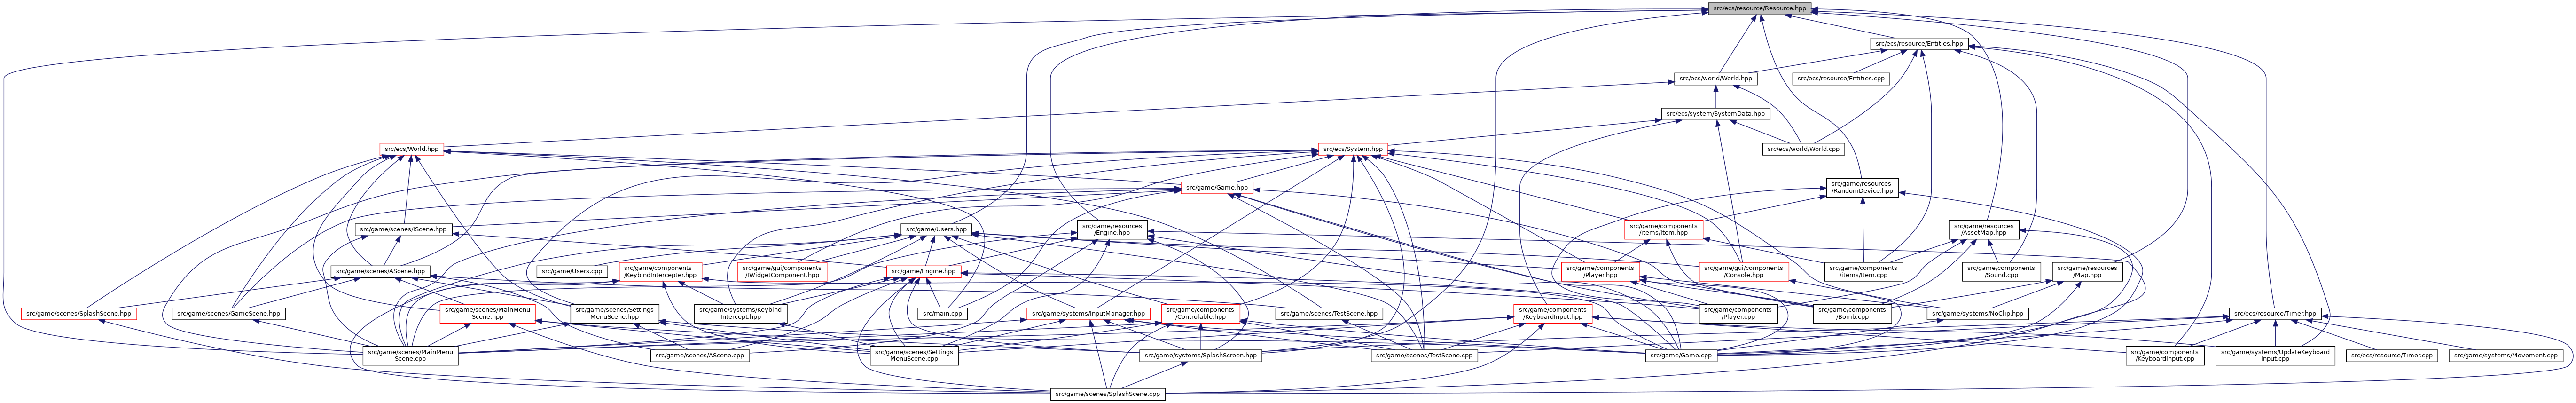 src/ecs/resource/Resource.hpp
src/ecs/resource/Entities.hpp
src/ecs/world/World.hpp
src/ecs/resource/Entities.cpp
src/ecs/system/SystemData.hpp
src/ecs/World.hpp
src/ecs/System.hpp
src/ecs/world/World.cpp
src/game/Game.hpp
src/game/resources
/RandomDevice.hpp
src/game/scenes/IScene.hpp
src/game/Users.hpp
src/game/resources
/Engine.hpp
src/game/components
/items/Item.hpp
src/game/resources
/AssetMap.hpp
src/game/scenes/AScene.hpp
src/game/Users.cpp
src/game/components
/KeybindIntercepter.hpp
src/game/gui/components
/IWidgetComponent.hpp
src/game/Engine.hpp
src/game/components
/Player.hpp
src/game/gui/components
/Console.hpp
src/game/components
/items/Item.cpp
src/game/components
/Sound.cpp
src/game/resources
/Map.hpp
src/game/scenes/SplashScene.hpp
src/game/scenes/GameScene.hpp
src/game/scenes/MainMenu
Scene.hpp
src/game/scenes/Settings
MenuScene.hpp
src/game/systems/Keybind
Intercept.hpp
src/main.cpp
src/game/systems/InputManager.hpp
src/game/components
/Controlable.hpp
src/game/scenes/TestScene.hpp
src/game/components
/KeyboardInput.hpp
src/game/components
/Player.cpp
src/game/components
/Bomb.cpp
src/game/systems/NoClip.hpp
src/ecs/resource/Timer.hpp
src/game/scenes/MainMenu
Scene.cpp
src/game/scenes/AScene.cpp
src/game/scenes/Settings
MenuScene.cpp
src/game/systems/SplashScreen.hpp
src/game/scenes/TestScene.cpp
src/game/Game.cpp
src/game/components
/KeyboardInput.cpp
src/game/systems/UpdateKeyboard
Input.cpp
src/ecs/resource/Timer.cpp
src/game/systems/Movement.cpp
src/game/scenes/SplashScene.cpp